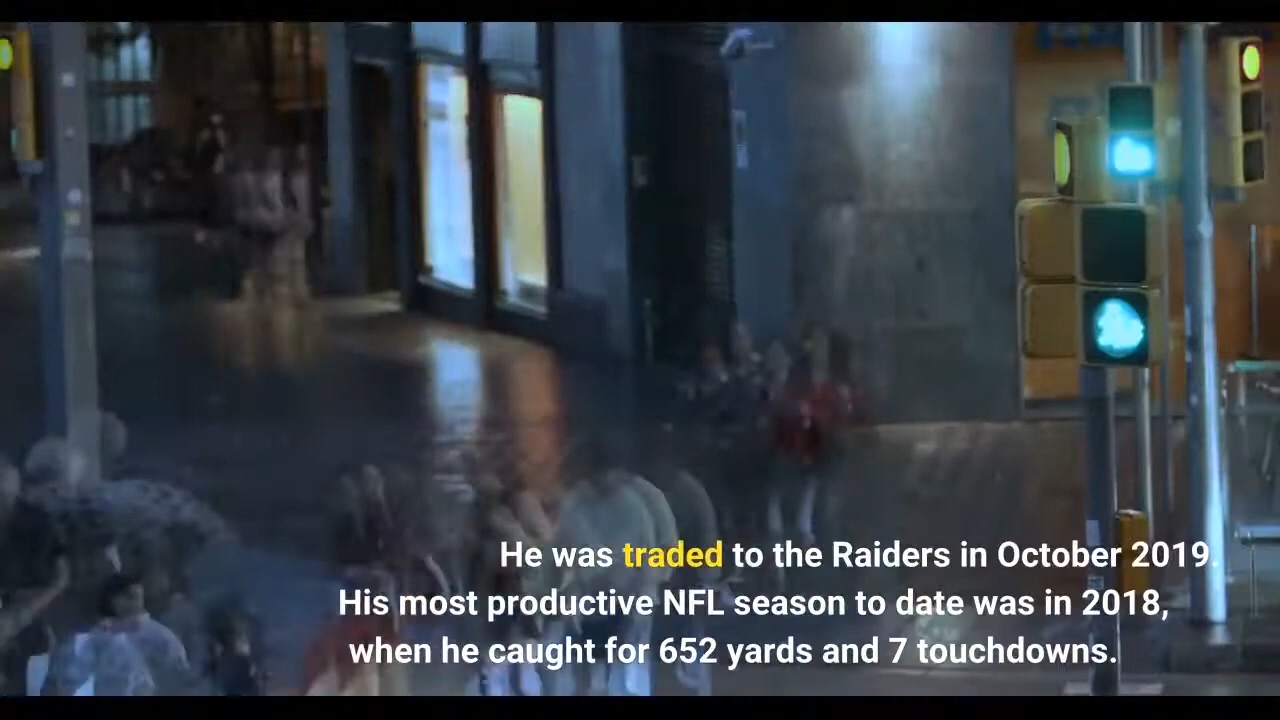 He was traded to the Raiders in October 2019.
His most productive NFL season to date was in 2018,
when he caught for 652 yards and 7 touchdowns.